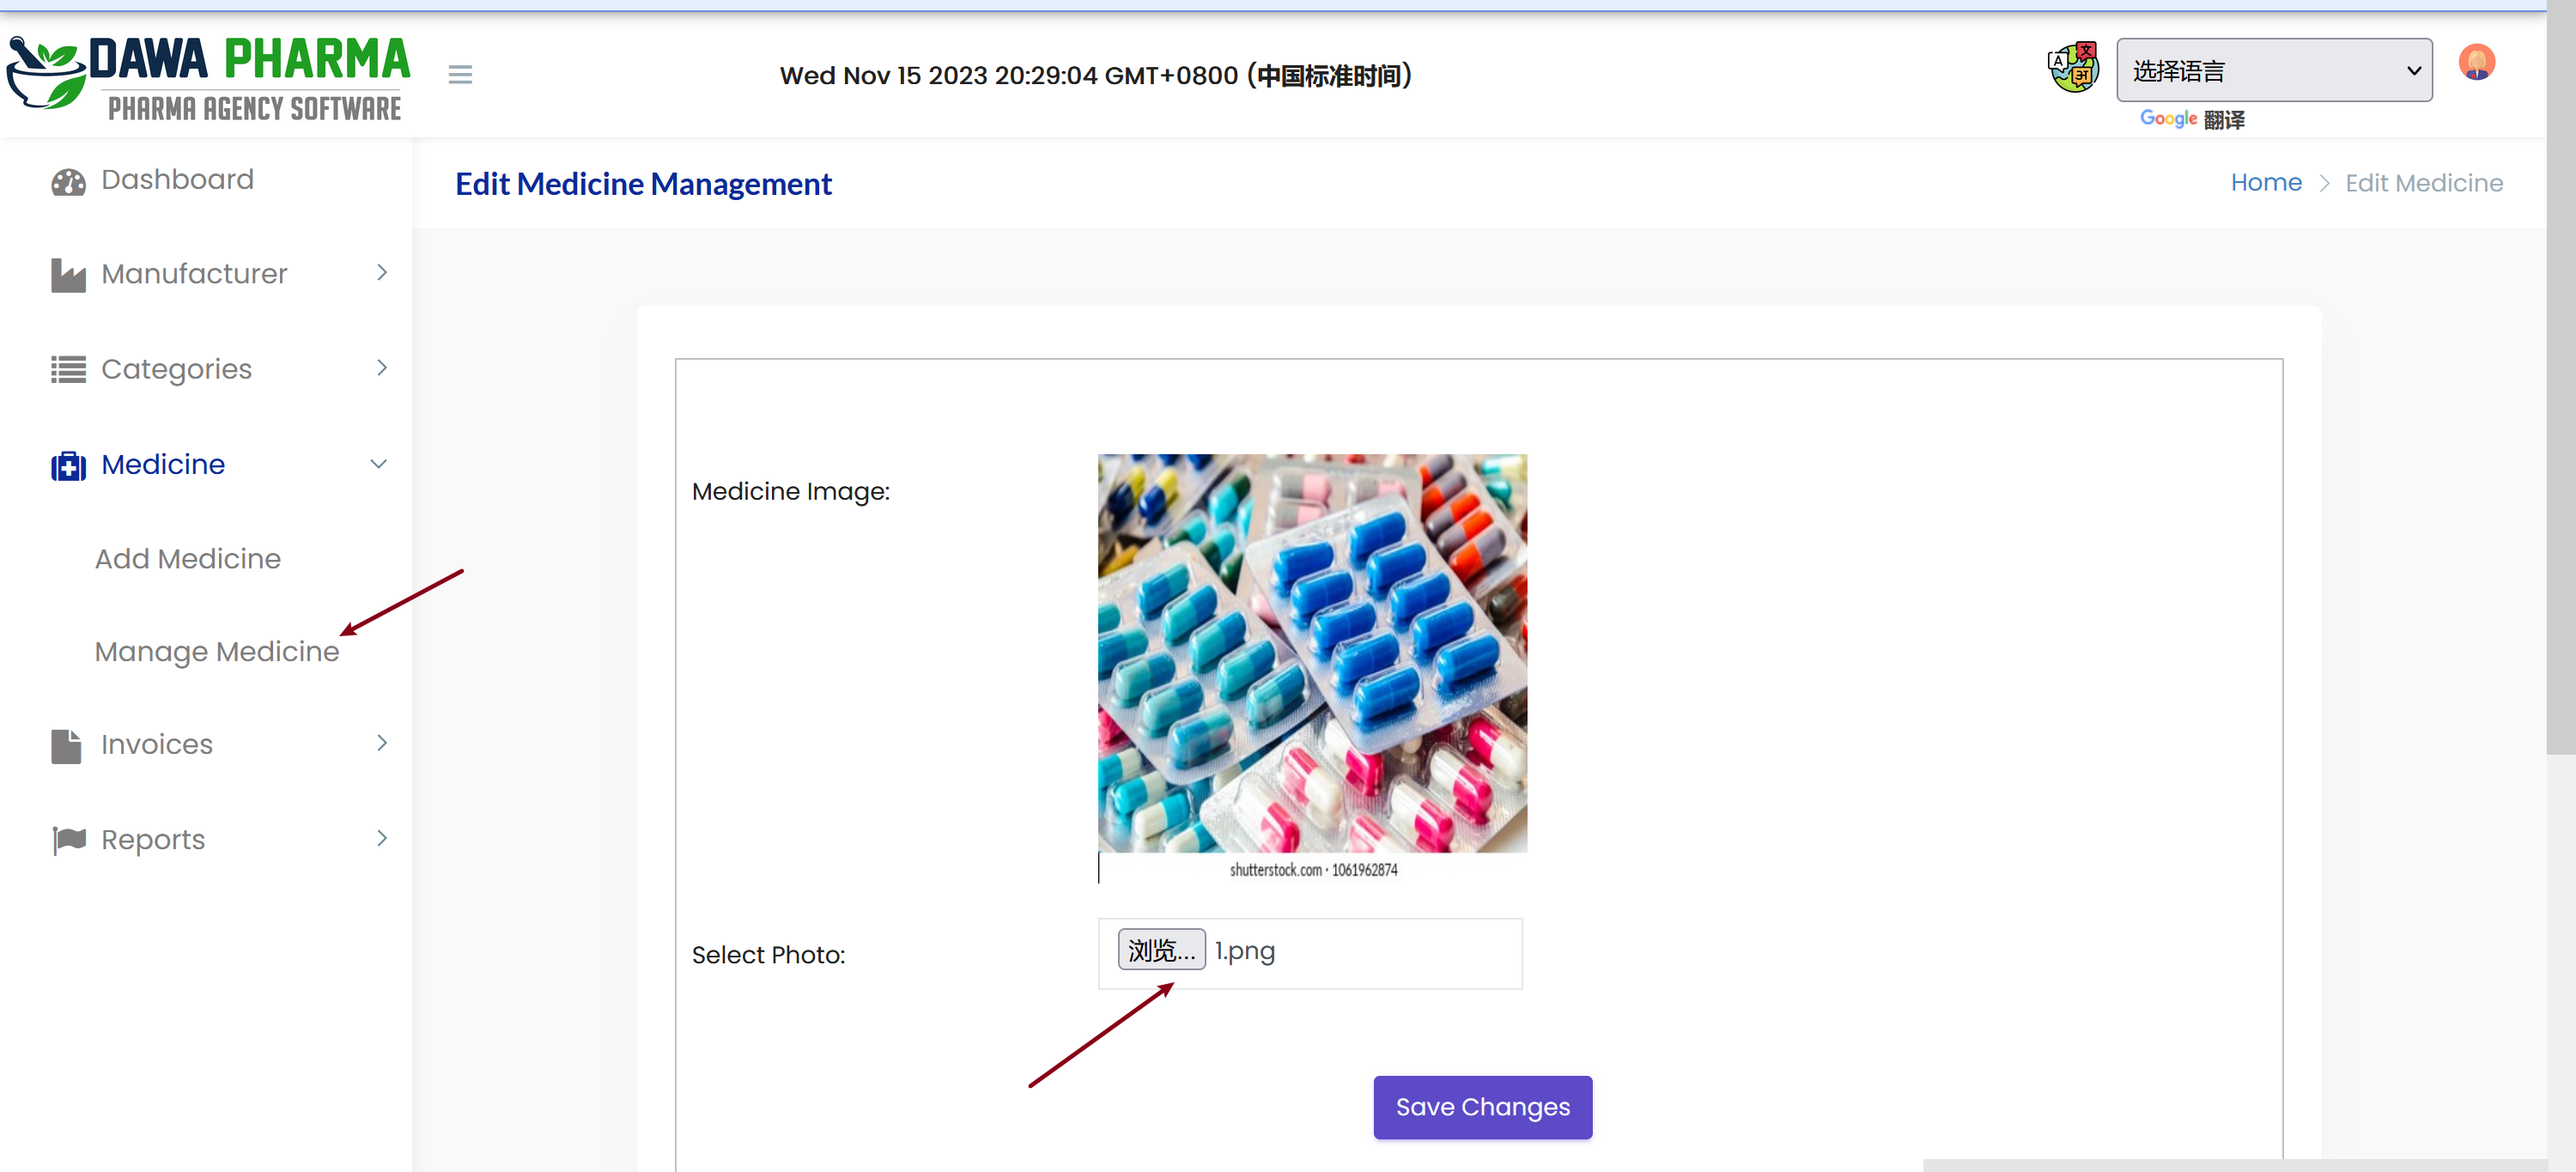 DAWA PHARMA
PHARMA AGENCY SOFTWARE
Wed Nov 15 2023 20:29:04 GMT+0800 (中国标准时间)
A 文 अ
选择语言
Google 翻译
Dashboard
Manufacturer
Categories
Medicine
Add Medicine
Manage Medicine
Invoices
Reports
Edit Medicine Management
Home > Edit Medicine
Medicine Image:
shutterstock.com · 1061962874
Select Photo:
浏览... 1.png
Save Changes